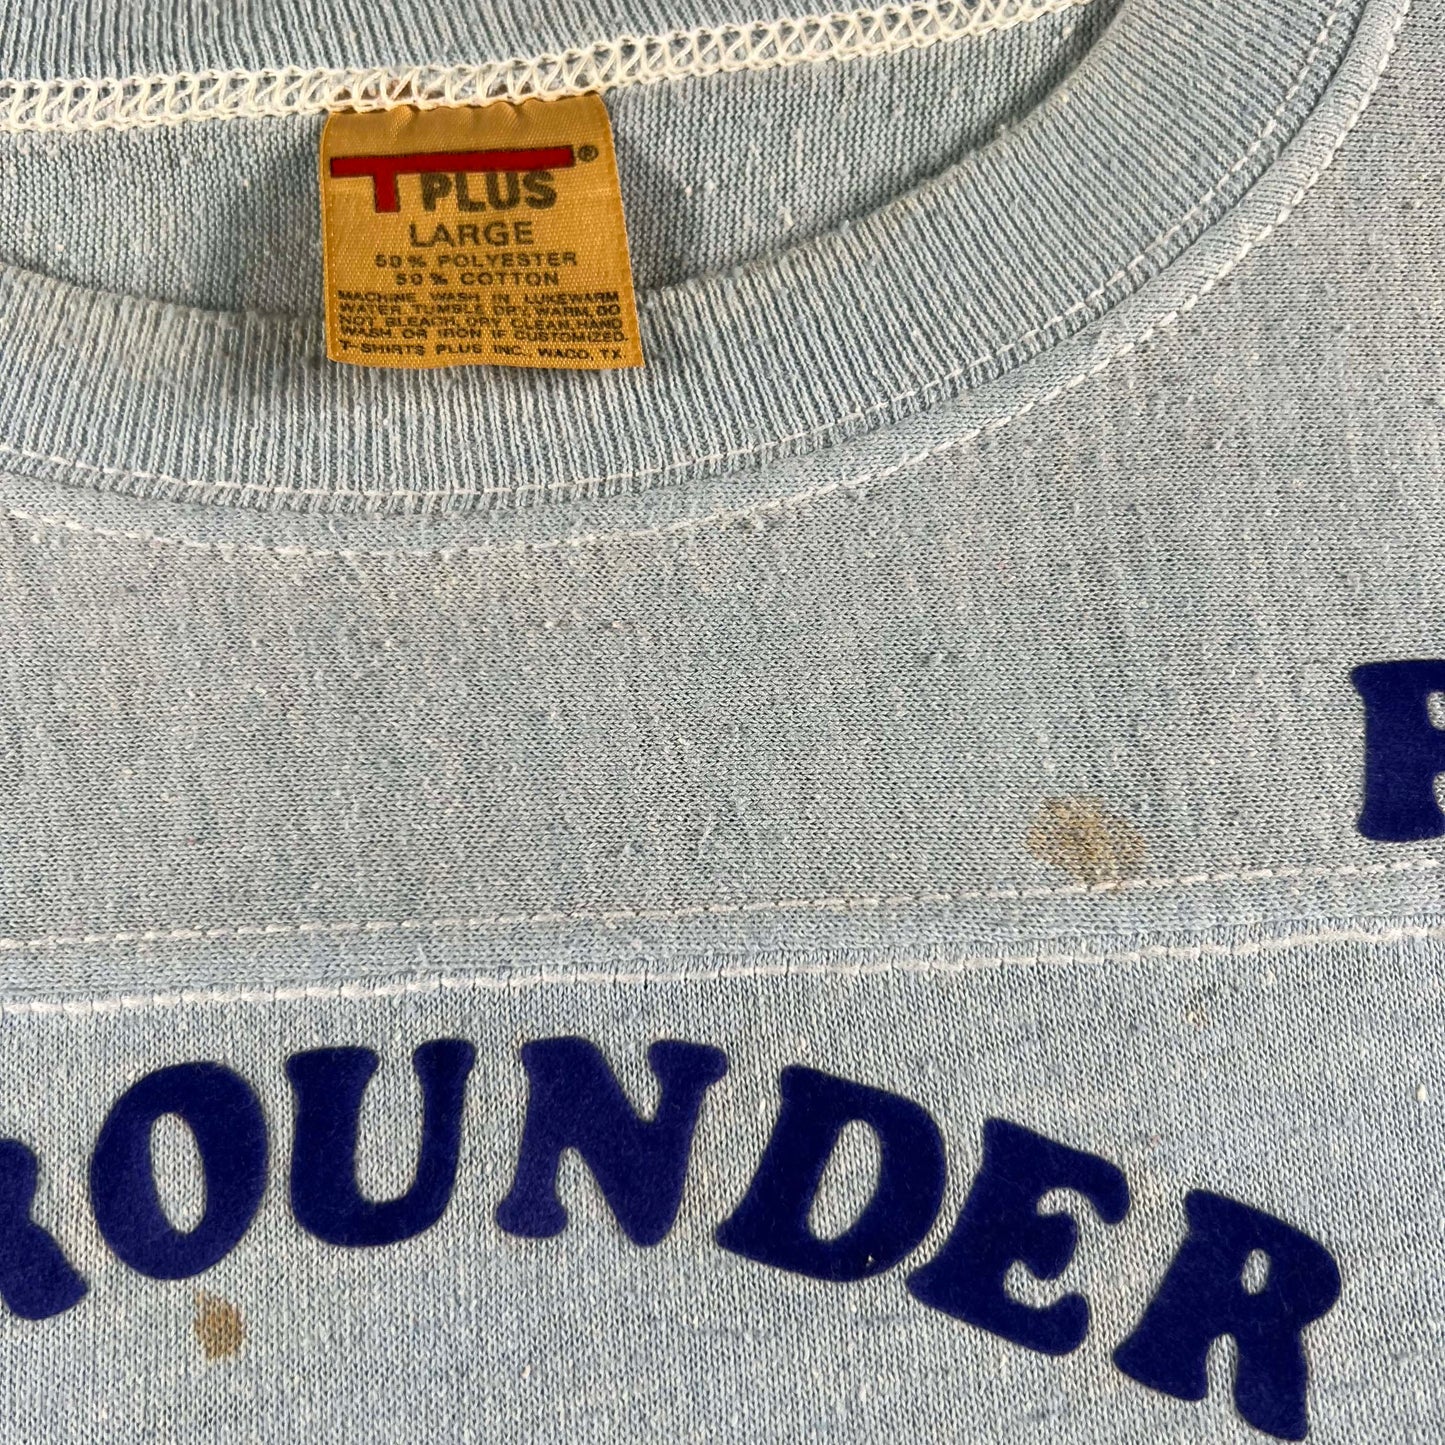 T PLUS®
LARGE
50% POLYESTER
50% COTTON
MACHINE WASH IN LUKEWARM
WATER, TUMBLE DRY, WARM, DO
NOT BLEACH, DRY CLEAN, HAND
WASH OR IRON IF CUSTOMIZED.
T-SHIRTS PLUS INC., WACO, TX.
ROUNDER